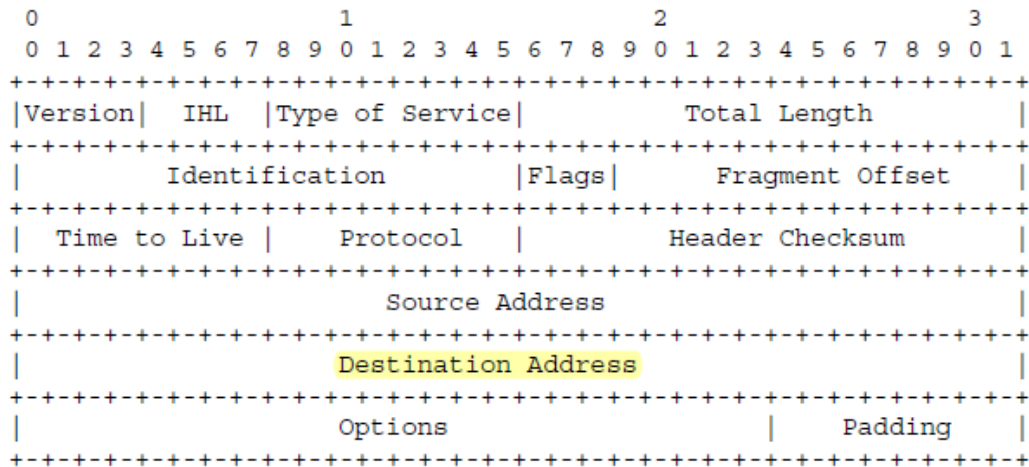 0                   1                   2                   3
0 1 2 3 4 5 6 7 8 9 0 1 2 3 4 5 6 7 8 9 0 1 2 3 4 5 6 7 8 9 0 1
+-+-+-+-+-+-+-+-+-+-+-+-+-+-+-+-+-+-+-+-+-+-+-+-+-+-+-+-+-+-+-+-+
|Version|  IHL  |Type of Service|          Total Length         |
+-+-+-+-+-+-+-+-+-+-+-+-+-+-+-+-+-+-+-+-+-+-+-+-+-+-+-+-+-+-+-+-+
|         Identification        |Flags|      Fragment Offset    |
+-+-+-+-+-+-+-+-+-+-+-+-+-+-+-+-+-+-+-+-+-+-+-+-+-+-+-+-+-+-+-+-+
|  Time to Live |    Protocol   |         Header Checksum       |
+-+-+-+-+-+-+-+-+-+-+-+-+-+-+-+-+-+-+-+-+-+-+-+-+-+-+-+-+-+-+-+-+
|                       Source Address                          |
+-+-+-+-+-+-+-+-+-+-+-+-+-+-+-+-+-+-+-+-+-+-+-+-+-+-+-+-+-+-+-+-+
|                    Destination Address                        |
+-+-+-+-+-+-+-+-+-+-+-+-+-+-+-+-+-+-+-+-+-+-+-+-+-+-+-+-+-+-+-+-+
|                    Options                    |    Padding    |
+-+-+-+-+-+-+-+-+-+-+-+-+-+-+-+-+-+-+-+-+-+-+-+-+-+-+-+-+-+-+-+-+